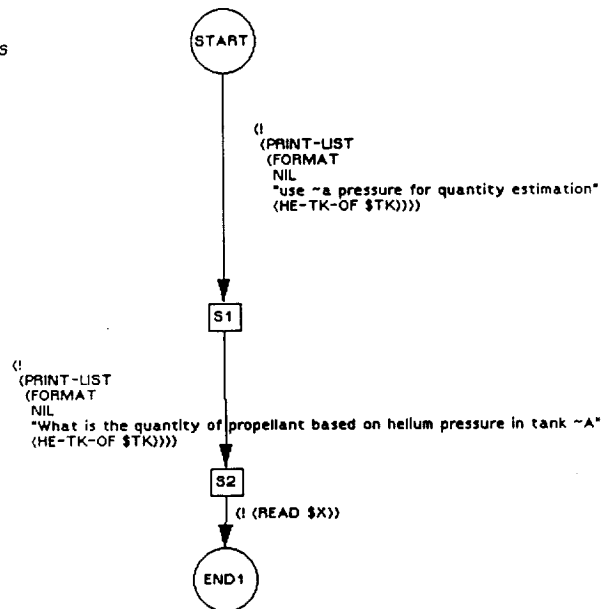 START
s
(!
(PRINT-LIST
(FORMAT
NIL
"use ~a pressure for quantity estimation"
(HE-TK-OF $TK))))
S1
(!
(PRINT-LIST
(FORMAT
NIL
"What is the quantity of propellant based on helium pressure in tank ~A"
(HE-TK-OF $TK))))
S2
(! (READ $X))
END1